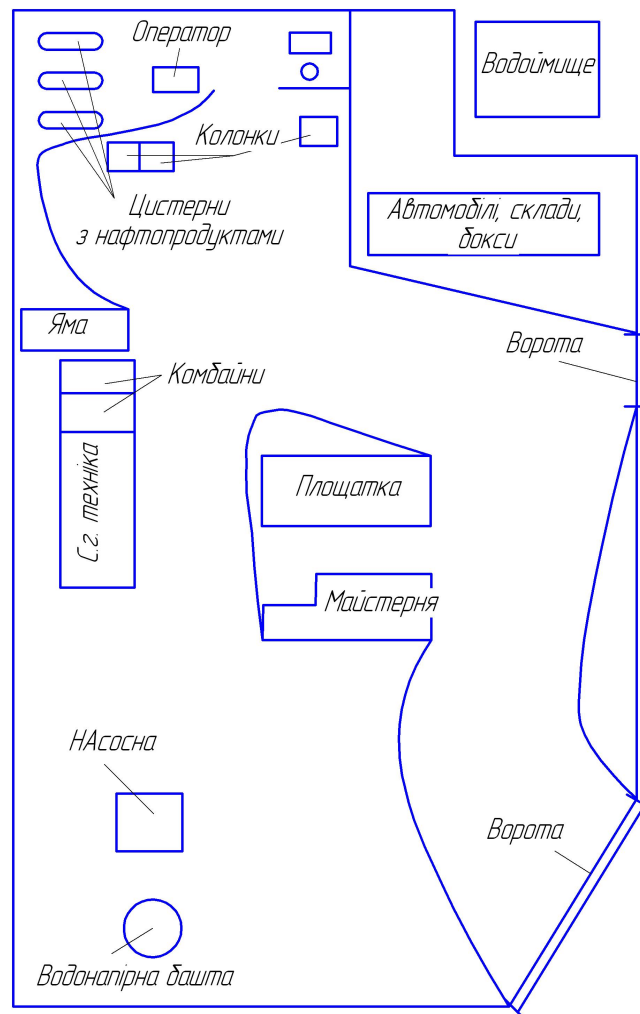 Оператор
Водоймище
Колонки
Цистерни
з нафтопродуктами
Автомобілі, склади,
бокси
Яма
Ворота
Комбайни
С.г. техніка
Площатка
Майстерня
НАсосна
Ворота
Водонапірна башта